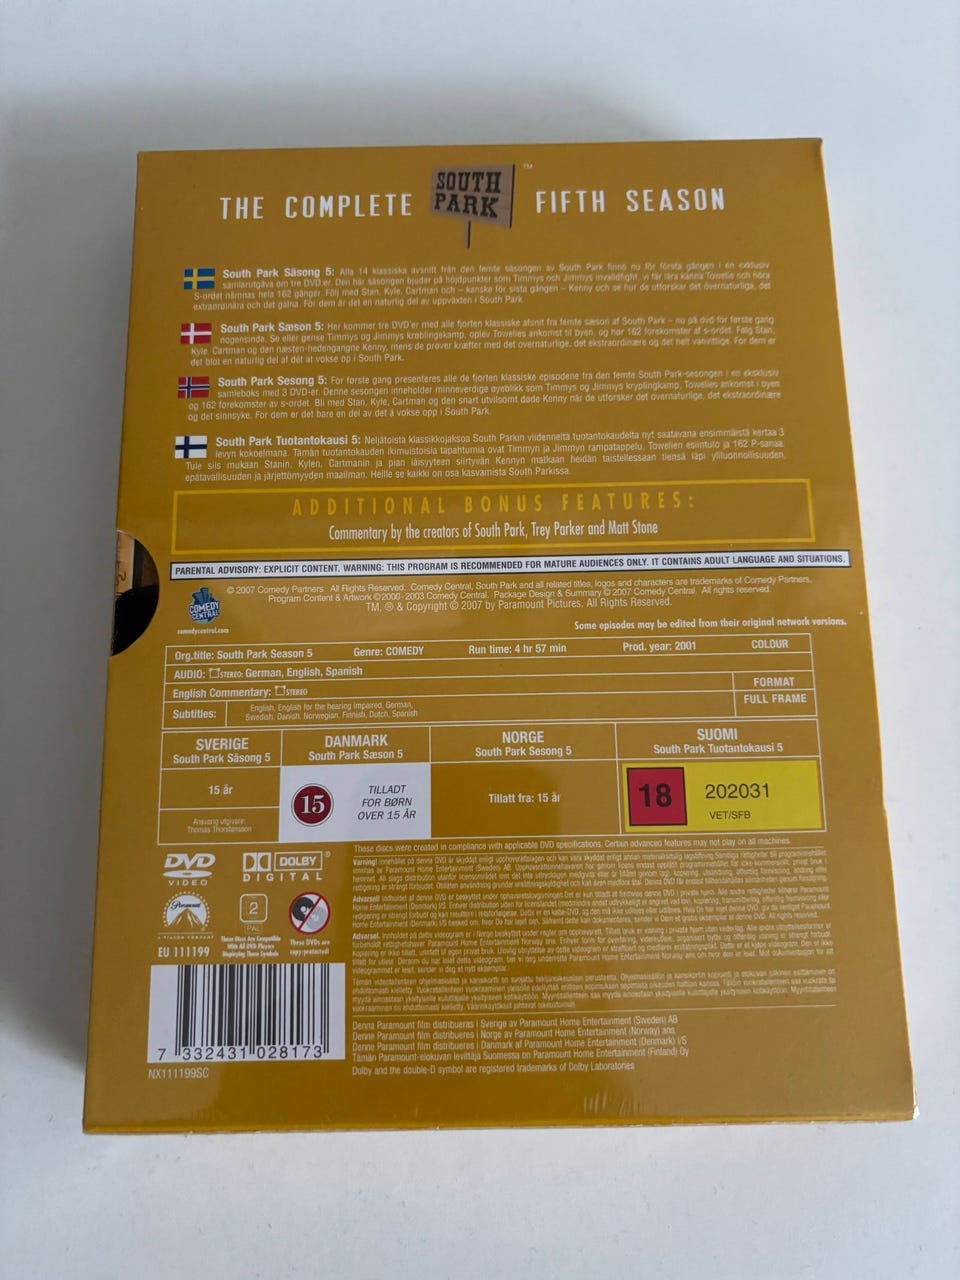 THE COMPLETE SOUTH PARK ™ FIFTH SEASON
South Park Säsong 5: Alla 14 klassiska avsnitt från den femte säsongen av South Park finns nu för första gången i en exklusiv
samlarutgåva om tre DVD:er. Den här säsongen bjuder på höjdpunkter som Timmys och Jimmys invalidfight, vi får lära känna Towelie och höra
S-ordet nämnas hela 162 gånger. Följ med Stan, Kyle, Cartman och – kanske för sista gången – Kenny och se hur de utforskar det övernaturliga, det
extraordinära och det galna. För dem är det en naturlig del av uppväxten i South Park.
South Park Sæson 5: Her kommer tre DVD'er med alle fjorten klassiske afsnit fra femte sæson af South Park – nu på dvd for første gang
nogensinde. Se eller gense Timmys og Jimmys krøblingekamp, oplev Towelies ankomst til byen, og hør 162 forekomster af s-ordet. Følg Stan,
Kyle, Cartman og den næsten-hedengangne Kenny, mens de prøver kræfter med det overnaturlige, det ekstraordinære og det helt vanvittige. For dem er
det blot en naturlig del af dét at vokse op i South Park.
South Park Sesong 5: For første gang presenteres alle de fjorten klassiske episodene fra den femte South Park-sesongen i en eksklusiv
samleboks med 3 DVD-er. Denne sesongen inneholder minneverdige øyeblikk som Timmys og Jimmys kryplingkamp, Towelies ankomst i byen
og 162 forekomster av s-ordet. Bli med Stan, Kyle, Cartman og den snart utvilsomt døde Kenny når de utforsker det overnaturlige, det ekstraordinære
og det sinnsyke. For dem er det bare en del av det å vokse opp i South Park.
South Park Tuotantokausi 5: Neljätoista klassikkojaksoa South Parkin viidenneltä tuotantokaudelta nyt saatavana ensimmäistä kertaa 3
levyn kokoelmana. Tämän tuotantokauden ikimuistoisia tapahtumia ovat Timmyn ja Jimmyn rampatappelu, Towelien esiintulo ja 162 P-sanaa.
Tule siis mukaan Stanin, Kylen, Cartmanin ja pian iäisyyteen siirtyvän Kennyn matkaan heidän taistellessaan tiensä läpi yliluonnollisuuden,
epätavallisuuden ja järjettömyyden maailman. Heille se kaikki on osa kasvamista South Parkissa.
ADDITIONAL BONUS FEATURES:
Commentary by the creators of South Park, Trey Parker and Matt Stone
PARENTAL ADVISORY: EXPLICIT CONTENT. WARNING: THIS PROGRAM IS RECOMMENDED FOR MATURE AUDIENCES ONLY. IT CONTAINS ADULT LANGUAGE AND SITUATIONS.
COMEDY CENTRAL
comedycentral.com
© 2007 Comedy Partners. All Rights Reserved. Comedy Central, South Park and all related titles, logos and characters are trademarks of Comedy Partners.
Program Content & Artwork © 2000 - 2003 Comedy Central. Package Design & Summary © 2007 Comedy Central. All rights reserved.
TM, ® & Copyright © 2007 by Paramount Pictures. All Rights Reserved.
Some episodes may be edited from their original network versions.
Org.title: South Park Season 5 Genre: COMEDY Run time: 4 hr 57 min Prod. year: 2001 COLOUR
AUDIO: STEREO: German, English, Spanish
English Commentary: STEREO
FORMAT
FULL FRAME
Subtitles: English, English for the hearing impaired, German,
Swedish, Danish, Norwegian, Finnish, Dutch, Spanish
SVERIGE
South Park Säsong 5
DANMARK
South Park Sæson 5
NORGE
South Park Sesong 5
SUOMI
South Park Tuotantokausi 5
15 år
Ansvarig utgivare:
Thomas Thorstensson
15
TILLADT
FOR BØRN
OVER 15 ÅR
Tillatt fra: 15 år
18
202031
VET/SFB
These discs were created in compliance with applicable DVD specifications. Certain advanced features may not play on all machines.
DVD
VIDEO
DOLBY®
DIGITAL
Paramount
2
PAL
EU 111199
These Discs Are Compatible
With All DVD Players
Displaying These Symbols
These DVDs are
copy-protected!
7 332431 028173
NX111199SC
Denna Paramount film distribueras i Sverige av Paramount Home Entertainment (Sweden) AB
Denne Paramount film distribueres i Norge av Paramount Home Entertainment (Norway) ans.
Denne Paramount film distribueres i Danmark af Paramount Home Entertainment (Denmark) I/S
Tämän Paramount-elokuvan levittäjä Suomessa on Paramount Home Entertainment (Finland) Oy
Dolby and the double-D symbol are registered trademarks of Dolby Laboratories